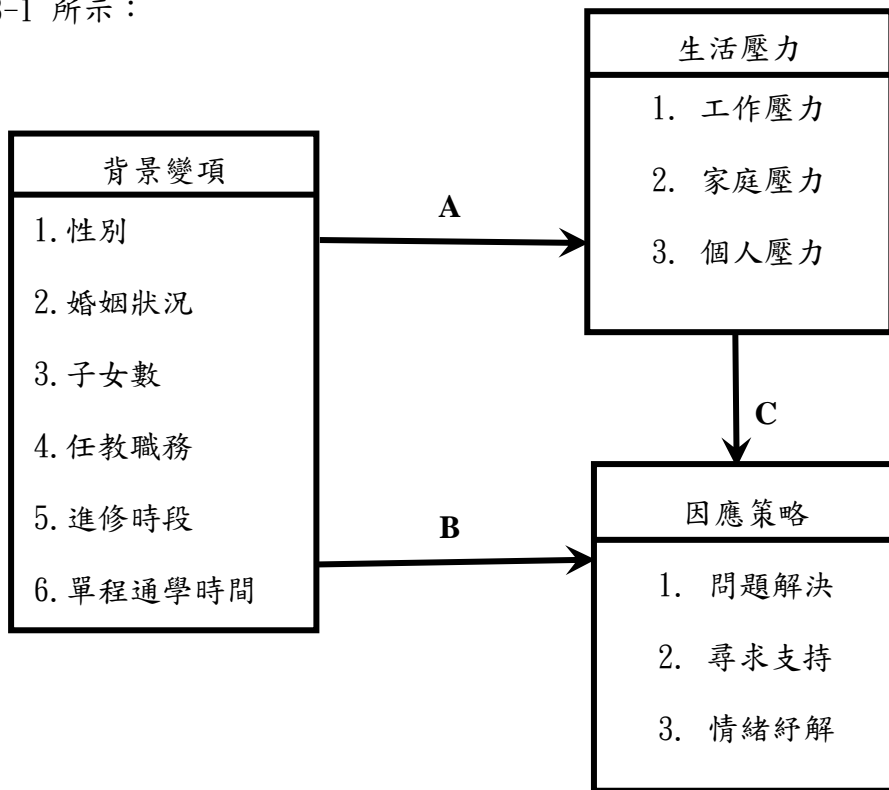 3-1 所示：
生活壓力
1. 工作壓力
2. 家庭壓力
3. 個人壓力
背景變項
1.性別
2.婚姻狀況
3.子女數
4.任教職務
5.進修時段
6.單程通學時間
A
B
C
因應策略
1. 問題解決
2. 尋求支持
3. 情緒紓解